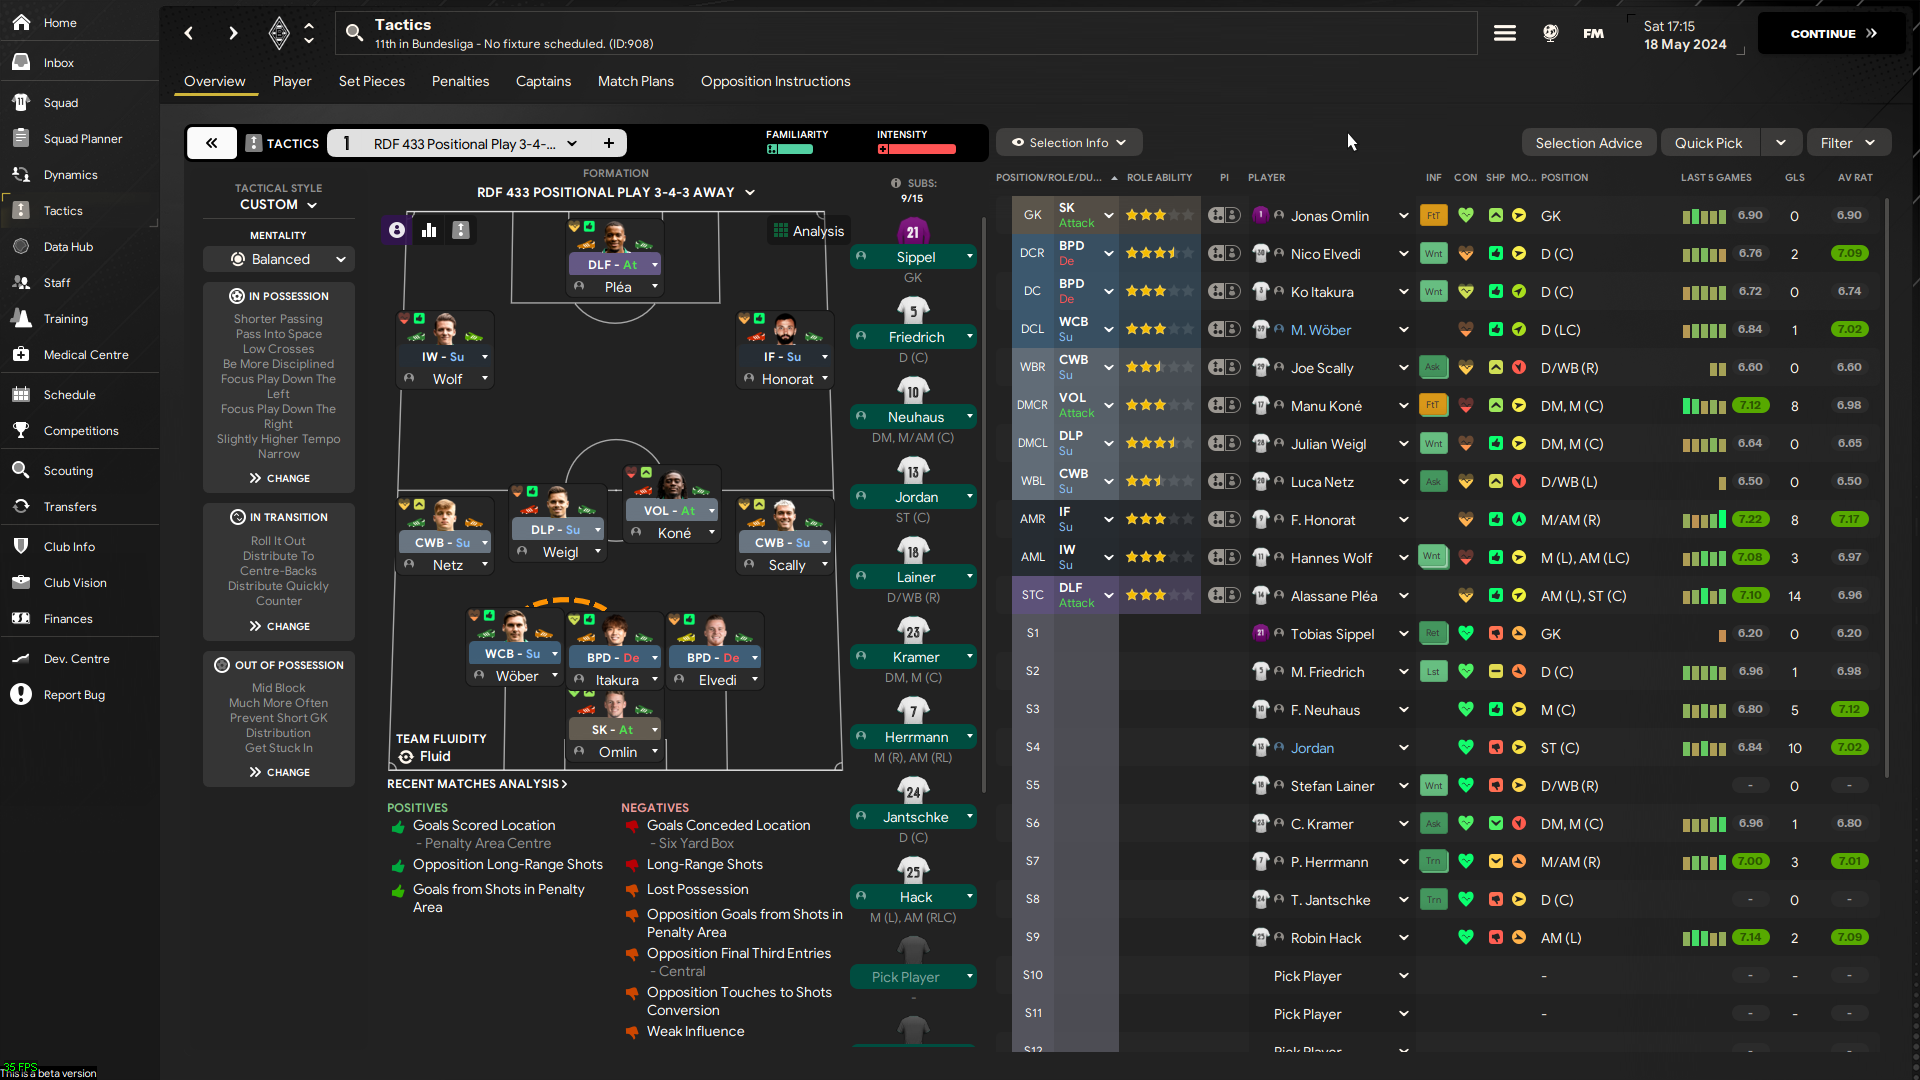 Home
Inbox
Squad
Squad Planner
Dynamics
Tactics
Data Hub
Staff
Training
Medical Centre
Schedule
Competitions
Scouting
Transfers
Club Info
Club Vision
Finances
Dev. Centre
Report Bug
35 FPS
This is a beta version
Tactics
11th in Bundesliga - No fixture scheduled. (ID:908)
FM
Sat 17:15
18 May 2024
CONTINUE
Overview Player Set Pieces Penalties Captains Match Plans Opposition Instructions
TACTICS
1 RDF 433 Positional Play 3-4-...
FAMILIARITY
INTENSITY
TACTICAL STYLE
CUSTOM
MENTALITY
Balanced
IN POSSESSION
Shorter Passing
Pass Into Space
Low Crosses
Be More Disciplined
Focus Play Down The
Left
Focus Play Down The
Right
Slightly Higher Tempo
Narrow
CHANGE
IN TRANSITION
Roll It Out
Distribute To
Centre-Backs
Distribute Quickly
Counter
CHANGE
OUT OF POSSESSION
Mid Block
Much More Often
Prevent Short GK
Distribution
Get Stuck In
CHANGE
FORMATION
RDF 433 POSITIONAL PLAY 3-4-3 AWAY
Analysis
DLF - At
Pléa
IW - Su
Wolf
IF - Su
Honorat
VOL - At
Koné
DLP - Su
Weigl
CWB - Su
Netz
CWB - Su
Scally
WCB - Su
Wöber
BPD - De
Itakura
BPD - De
Elvedi
SK - At
Omlin
TEAM FLUIDITY
Fluid
RECENT MATCHES ANALYSIS
POSITIVES
Goals Scored Location
- Penalty Area Centre
Opposition Long-Range Shots
Goals from Shots in Penalty
Area
NEGATIVES
Goals Conceded Location
- Six Yard Box
Long-Range Shots
Lost Possession
Opposition Goals from Shots in
Penalty Area
Opposition Final Third Entries
- Central
Opposition Touches to Shots
Conversion
Weak Influence
SUBS:
9/15
21
Sippel
GK
5
Friedrich
D (C)
10
Neuhaus
DM, M/AM (C)
13
Jordan
ST (C)
18
Lainer
D/WB (R)
23
Kramer
DM, M (C)
7
Herrmann
M (R), AM (RL)
24
Jantschke
D (C)
25
Hack
M (L), AM (RLC)
Pick Player
-
Selection Info
Selection Advice
Quick Pick
Filter
POSITION/ROLE/DU... ROLE ABILITY PI PLAYER INF CON SHP MO... POSITION LAST 5 GAMES GLS AV RAT
GK SK Attack 1 Jonas Omlin FtT GK 6.90 0 6.90
DCR BPD De Nico Elvedi Wnt D (C) 6.76 2 7.09
DC BPD De Ko Itakura Wnt D (C) 6.72 0 6.74
DCL WCB Su M. Wöber D (LC) 6.84 1 7.02
WBR CWB Su Joe Scally Ask D/WB (R) 6.60 0 6.60
DMCR VOL Attack Manu Koné FtT DM, M (C) 7.12 8 6.98
DMCL DLP Su Julian Weigl Wnt DM, M (C) 6.64 0 6.65
WBL CWB Su Luca Netz Ask D/WB (L) 6.50 0 6.50
AMR IF Su F. Honorat M/AM (R) 7.22 8 7.17
AML IW Su Hannes Wolf Wnt M (L), AM (LC) 7.08 3 6.97
STC DLF Attack Alassane Pléa AM (L), ST (C) 7.10 14 6.96
S1 21 Tobias Sippel Ret GK 6.20 0 6.20
S2 M. Friedrich Lst D (C) 6.96 1 6.98
S3 F. Neuhaus M (C) 6.80 5 7.12
S4 Jordan ST (C) 6.84 10 7.02
S5 Stefan Lainer Wnt D/WB (R) - 0 -
S6 C. Kramer Ask DM, M (C) 6.96 1 6.80
S7 P. Herrmann Trn M/AM (R) 7.00 3 7.01
S8 T. Jantschke Trn D (C) - 0 -
S9 Robin Hack AM (L) 7.14 2 7.09
S10 Pick Player - - - -
S11 Pick Player - - - -
S12 Pick Player